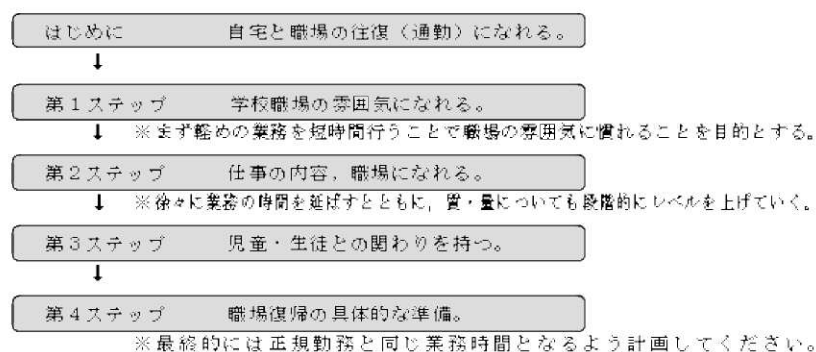 はじめに 自宅と職場の往復（通勤）になれる。
↓
第1ステップ 学校職場の雰囲気になれる。
↓ ※まず軽めの業務を短時間行うことで職場の雰囲気に慣れることを目的とする。
第2ステップ 仕事の内容，職場になれる。
↓ ※徐々に業務の時間を延ばすとともに，質・量についても段階的にレベルを上げていく。
第3ステップ 児童・生徒との関わりを持つ。
↓
第4ステップ 職場復帰の具体的な準備。
※最終的には正規勤務と同じ業務時間となるよう計画してください。